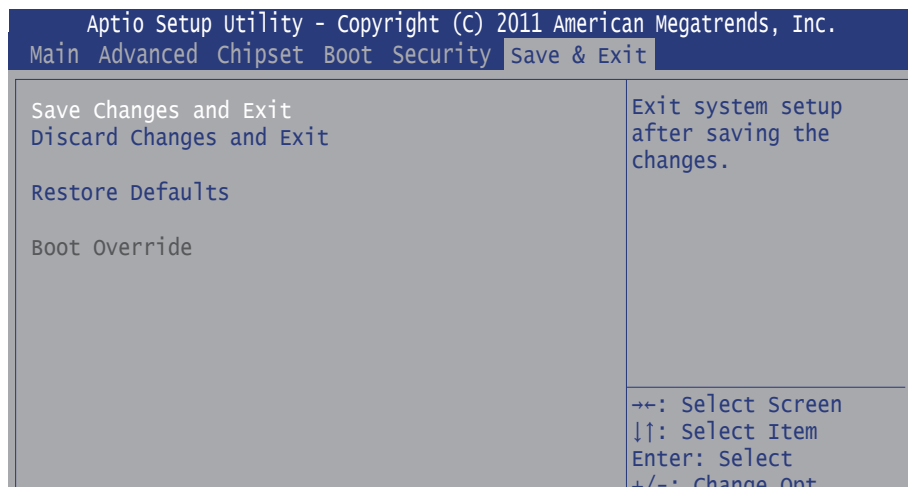 Aptio Setup Utility - Copyright (C) 2011 American Megatrends, Inc.
Main Advanced Chipset Boot Security Save & Exit
Save Changes and Exit
Discard Changes and Exit
Restore Defaults
Boot Override
Exit system setup
after saving the
changes.
→←: Select Screen
↓↑: Select Item
Enter: Select
+/-: Change Opt.